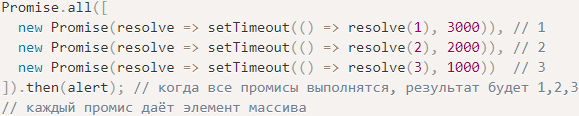 Promise.all([
  new Promise(resolve => setTimeout(() => resolve(1), 3000)), // 1
  new Promise(resolve => setTimeout(() => resolve(2), 2000)), // 2
  new Promise(resolve => setTimeout(() => resolve(3), 1000))  // 3
]).then(alert); // когда все промисы выполнятся, результат будет 1,2,3
// каждый промис даёт элемент массива